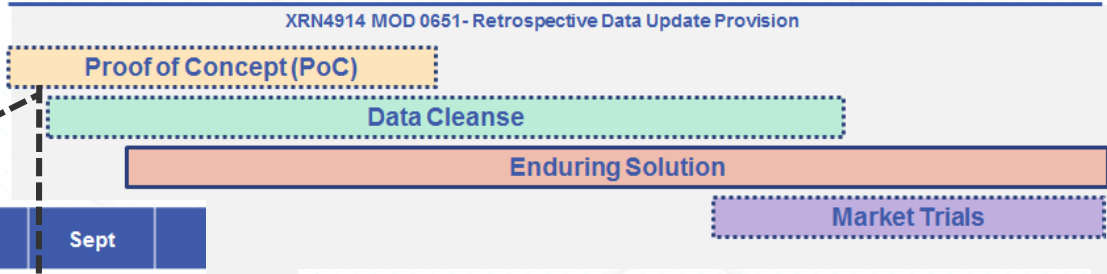 XRN4914 MOD 0651- Retrospective Data Update Provision
Proof of Concept (PoC)
Data Cleanse
Enduring Solution
Market Trials
Sept